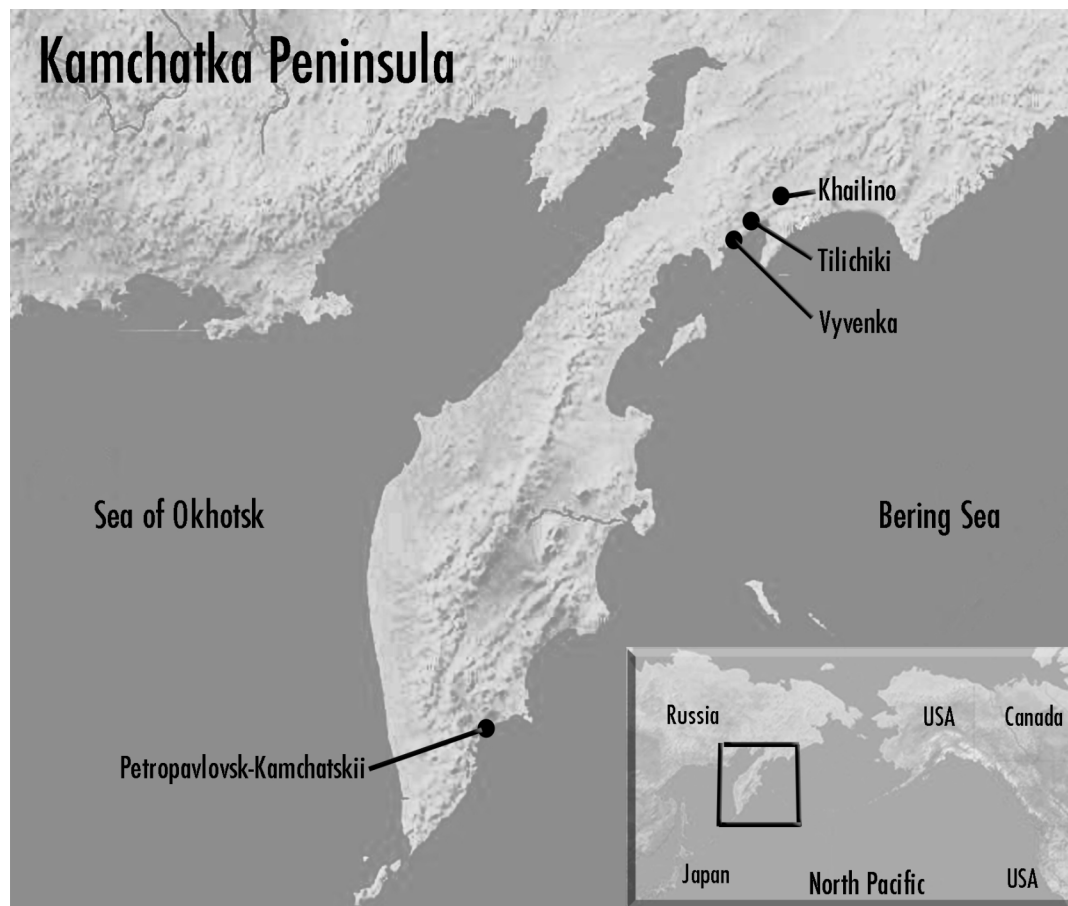 Kamchatka Peninsula
Khailino
Tilichiki
Vyvenka
Sea of Okhotsk
Bering Sea
Petropavlovsk-Kamchatskii
Russia
USA
Canada
Japan
North Pacific
USA